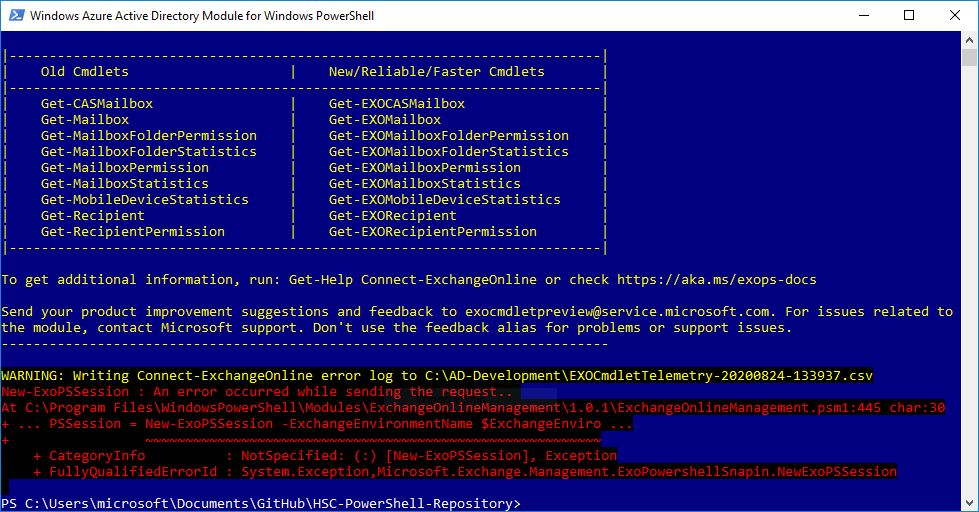 Windows Azure Active Directory Module for Windows PowerShell
|--------------------------------------------------------------------------|
|    Old Cmdlets                        |    New/Reliable/Faster Cmdlets       |
|--------------------------------------------------------------------------|
|    Get-CASMailbox                     |    Get-EXOCASMailbox                 |
|    Get-Mailbox                        |    Get-EXOMailbox                    |
|    Get-MailboxFolderPermission        |    Get-EXOMailboxFolderPermission    |
|    Get-MailboxFolderStatistics        |    Get-EXOMailboxFolderStatistics    |
|    Get-MailboxPermission              |    Get-EXOMailboxPermission          |
|    Get-MailboxStatistics              |    Get-EXOMailboxStatistics          |
|    Get-MobileDeviceStatistics         |    Get-EXOMobileDeviceStatistics     |
|    Get-Recipient                      |    Get-EXORecipient                  |
|    Get-RecipientPermission            |    Get-EXORecipientPermission        |
|--------------------------------------------------------------------------|
To get additional information, run: Get-Help Connect-ExchangeOnline or check https://aka.ms/exops-docs
Send your product improvement suggestions and feedback to exocmdletpreview@service.microsoft.com. For issues related to
the module, contact Microsoft support. Don't use the feedback alias for problems or support issues.
----------------------------------------------------------------------------
WARNING: Writing Connect-ExchangeOnline error log to C:\AD-Development\EXOCmdletTelemetry-20200824-133937.csv
New-ExoPSSession : An error occurred while sending the request..
At C:\Program Files\WindowsPowerShell\Modules\ExchangeOnlineManagement\1.0.1\ExchangeOnlineManagement.psm1:445 char:30
+ ... PSSession = New-ExoPSSession -ExchangeEnvironmentName $ExchangeEnviro ...
+                 ~~~~~~~~~~~~~~~~~~~~~~~~~~~~~~~~~~~~~~~~~~~~~~~~~~~~~~~~~
    + CategoryInfo          : NotSpecified: (:) [New-ExoPSSession], Exception
    + FullyQualifiedErrorId : System.Exception,Microsoft.Exchange.Management.ExoPowershellSnapin.NewExoPSSession
PS C:\Users\microsoft\Documents\GitHub\HSC-PowerShell-Repository>